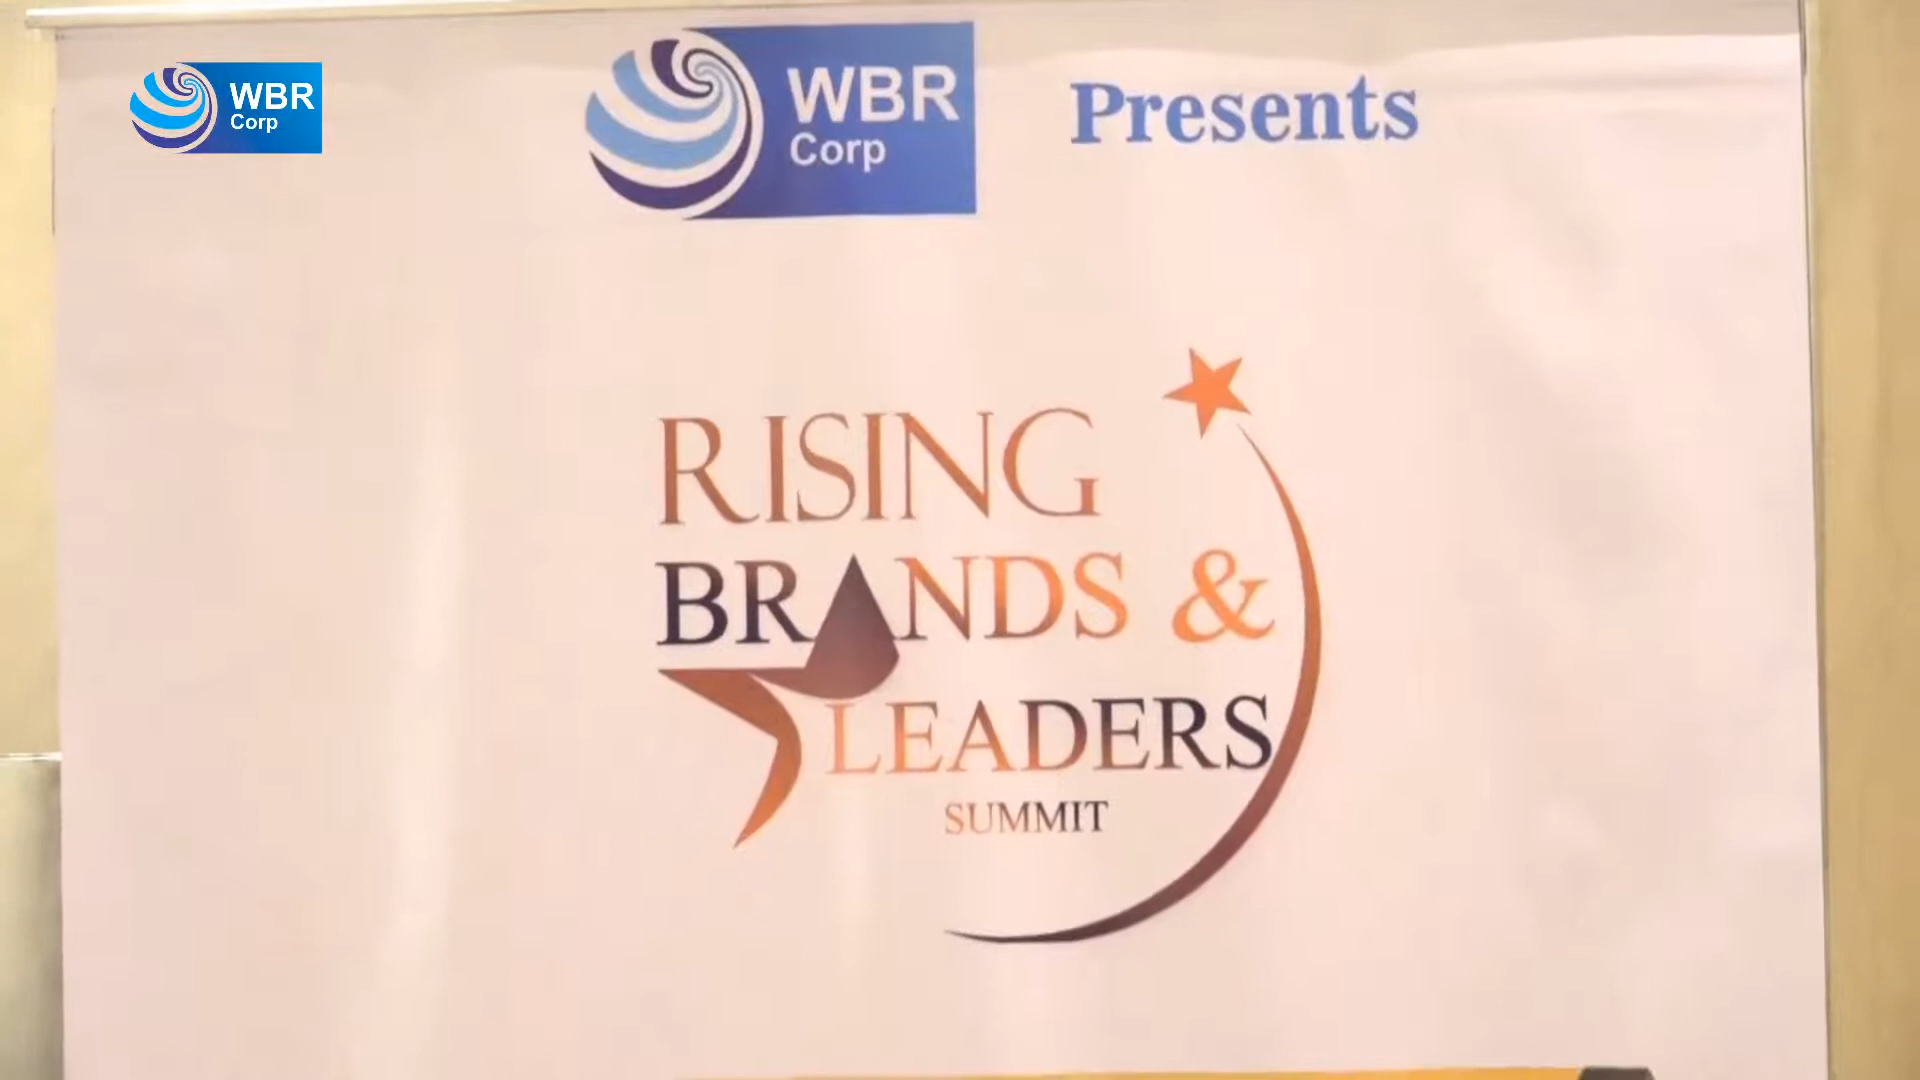 WBR
Corp
WBR
Corp
Presents
RISING
BRANDS &
LEADERS
SUMMIT